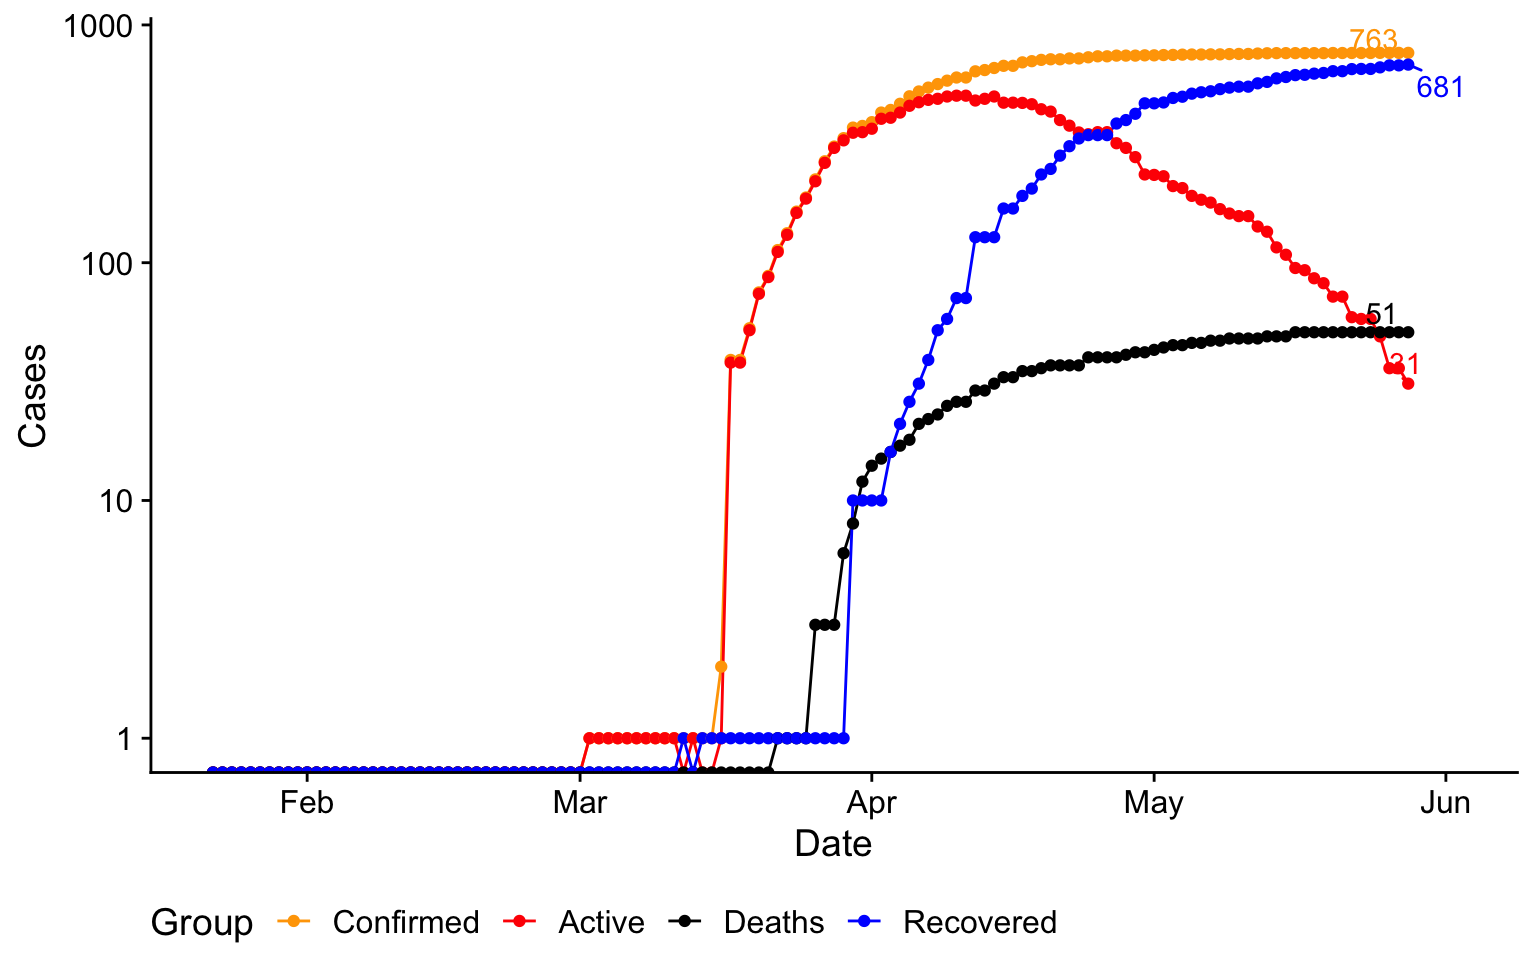 1000
100
10
1
Cases
763
681
51
31
Feb Mar Apr May Jun
Date
Group Confirmed Active Deaths Recovered